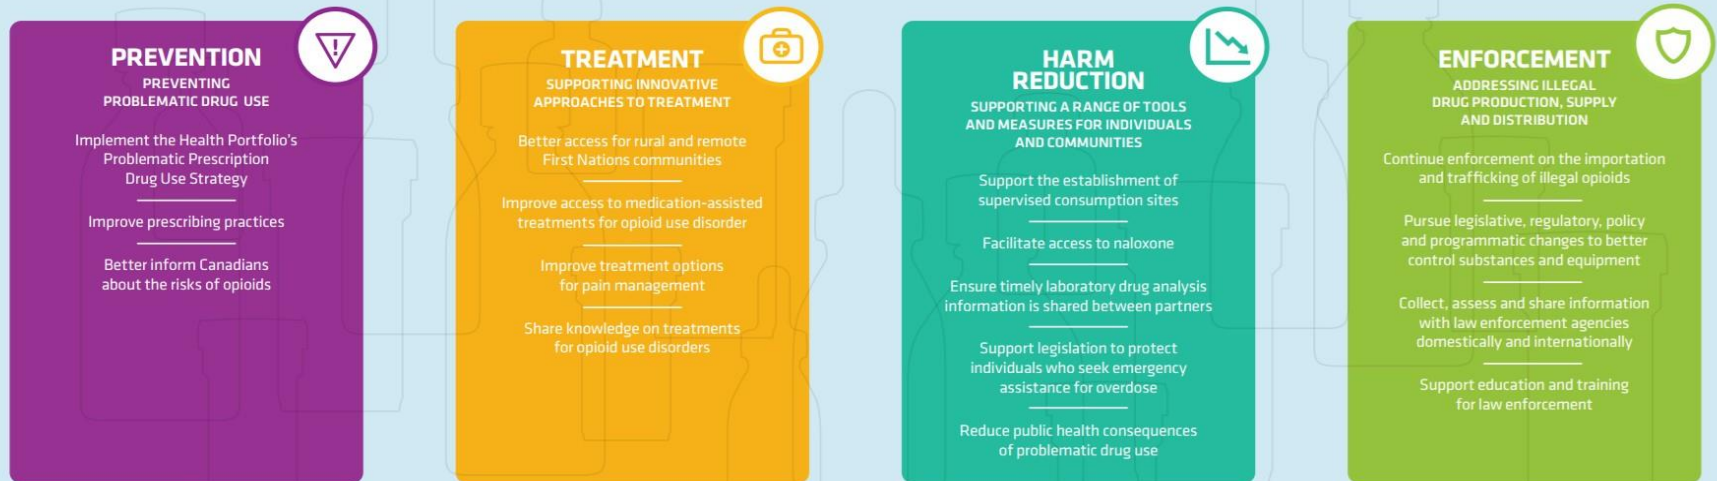 PREVENTION
PREVENTING
PROBLEMATIC DRUG USE
Implement the Health Portfolio's
Problematic Prescription
Drug Use Strategy
Improve prescribing practices
Better inform Canadians
about the risks of opioids
TREATMENT
SUPPORTING INNOVATIVE
APPROACHES TO TREATMENT
Better access for rural and remote
First Nations communities
Improve access to medication-assisted
treatments for opioid use disorder
Improve treatment options
for pain management
Share knowledge on treatments
for opioid use disorders
HARM
REDUCTION
SUPPORTING A RANGE OF TOOLS
AND MEASURES FOR INDIVIDUALS
AND COMMUNITIES
Support the establishment of
supervised consumption sites
Facilitate access to naloxone
Ensure timely laboratory drug analysis
information is shared between partners
Support legislation to protect
individuals who seek emergency
assistance for overdose
Reduce public health consequences
of problematic drug use
ENFORCEMENT
ADDRESSING ILLEGAL
DRUG PRODUCTION, SUPPLY
AND DISTRIBUTION
Continue enforcement on the importation
and trafficking of illegal opioids
Pursue legislative, regulatory, policy
and programmatic changes to better
control substances and equipment
Collect, assess and share information
with law enforcement agencies
domestically and internationally
Support education and training
for law enforcement